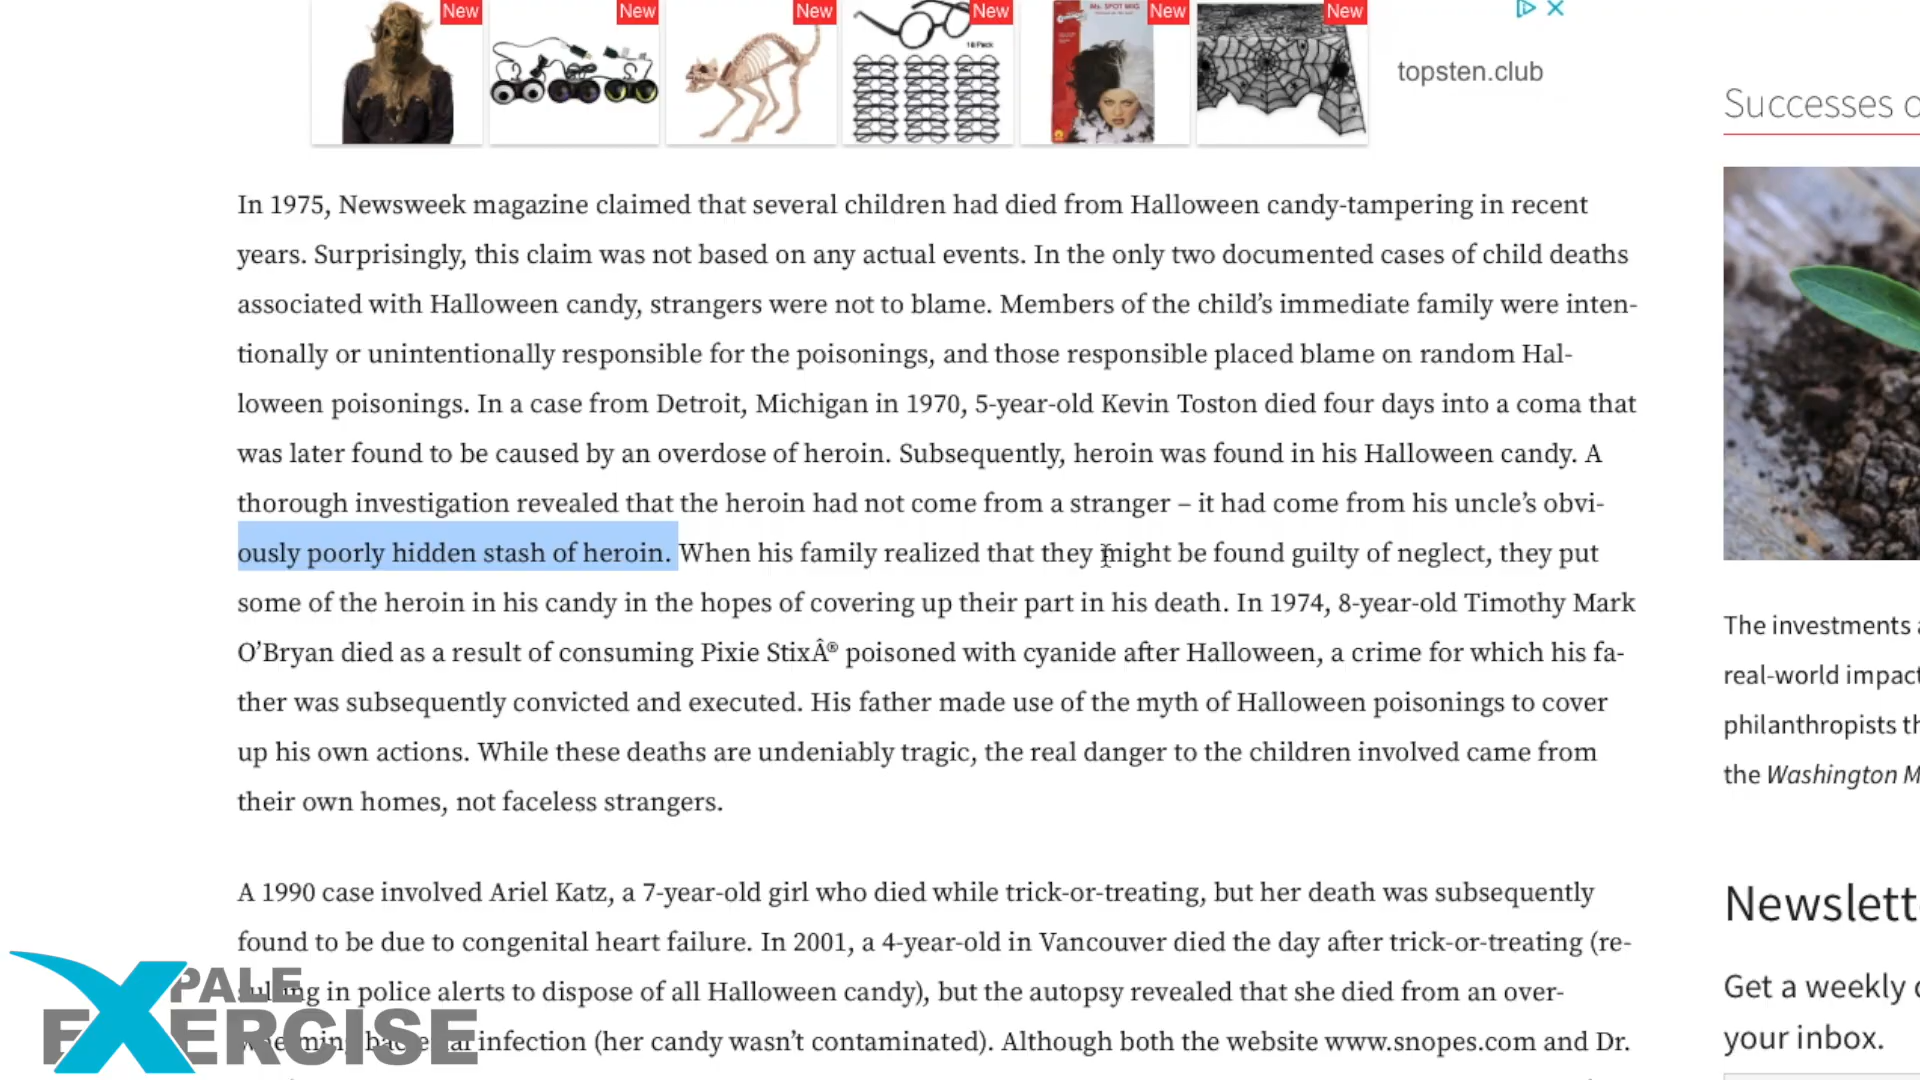 New New New New New New
18 Pack
Ms. SPOT WIG
topsten.club
Successes o
In 1975, Newsweek magazine claimed that several children had died from Halloween candy-tampering in recent
years. Surprisingly, this claim was not based on any actual events. In the only two documented cases of child deaths
associated with Halloween candy, strangers were not to blame. Members of the child’s immediate family were inten-
tionally or unintentionally responsible for the poisonings, and those responsible placed blame on random Hal-
loween poisonings. In a case from Detroit, Michigan in 1970, 5-year-old Kevin Toston died four days into a coma that
was later found to be caused by an overdose of heroin. Subsequently, heroin was found in his Halloween candy. A
thorough investigation revealed that the heroin had not come from a stranger – it had come from his uncle’s obvi-
ously poorly hidden stash of heroin. When his family realized that they might be found guilty of neglect, they put
some of the heroin in his candy in the hopes of covering up their part in his death. In 1974, 8-year-old Timothy Mark
O’Bryan died as a result of consuming Pixie StixÂ® poisoned with cyanide after Halloween, a crime for which his fa-
ther was subsequently convicted and executed. His father made use of the myth of Halloween poisonings to cover
up his own actions. While these deaths are undeniably tragic, the real danger to the children involved came from
their own homes, not faceless strangers.
A 1990 case involved Ariel Katz, a 7-year-old girl who died while trick-or-treating, but her death was subsequently
found to be due to congenital heart failure. In 2001, a 4-year-old in Vancouver died the day after trick-or-treating (re-
in police alerts to dispose of all Halloween candy), but the autopsy revealed that she died from an over-
infection (her candy wasn’t contaminated). Although both the website www.snopes.com and Dr.
The investments
real-world impact
philanthropists th
the Washington M
Newslett
Get a weekly
your inbox.
PALE
EXERCISE